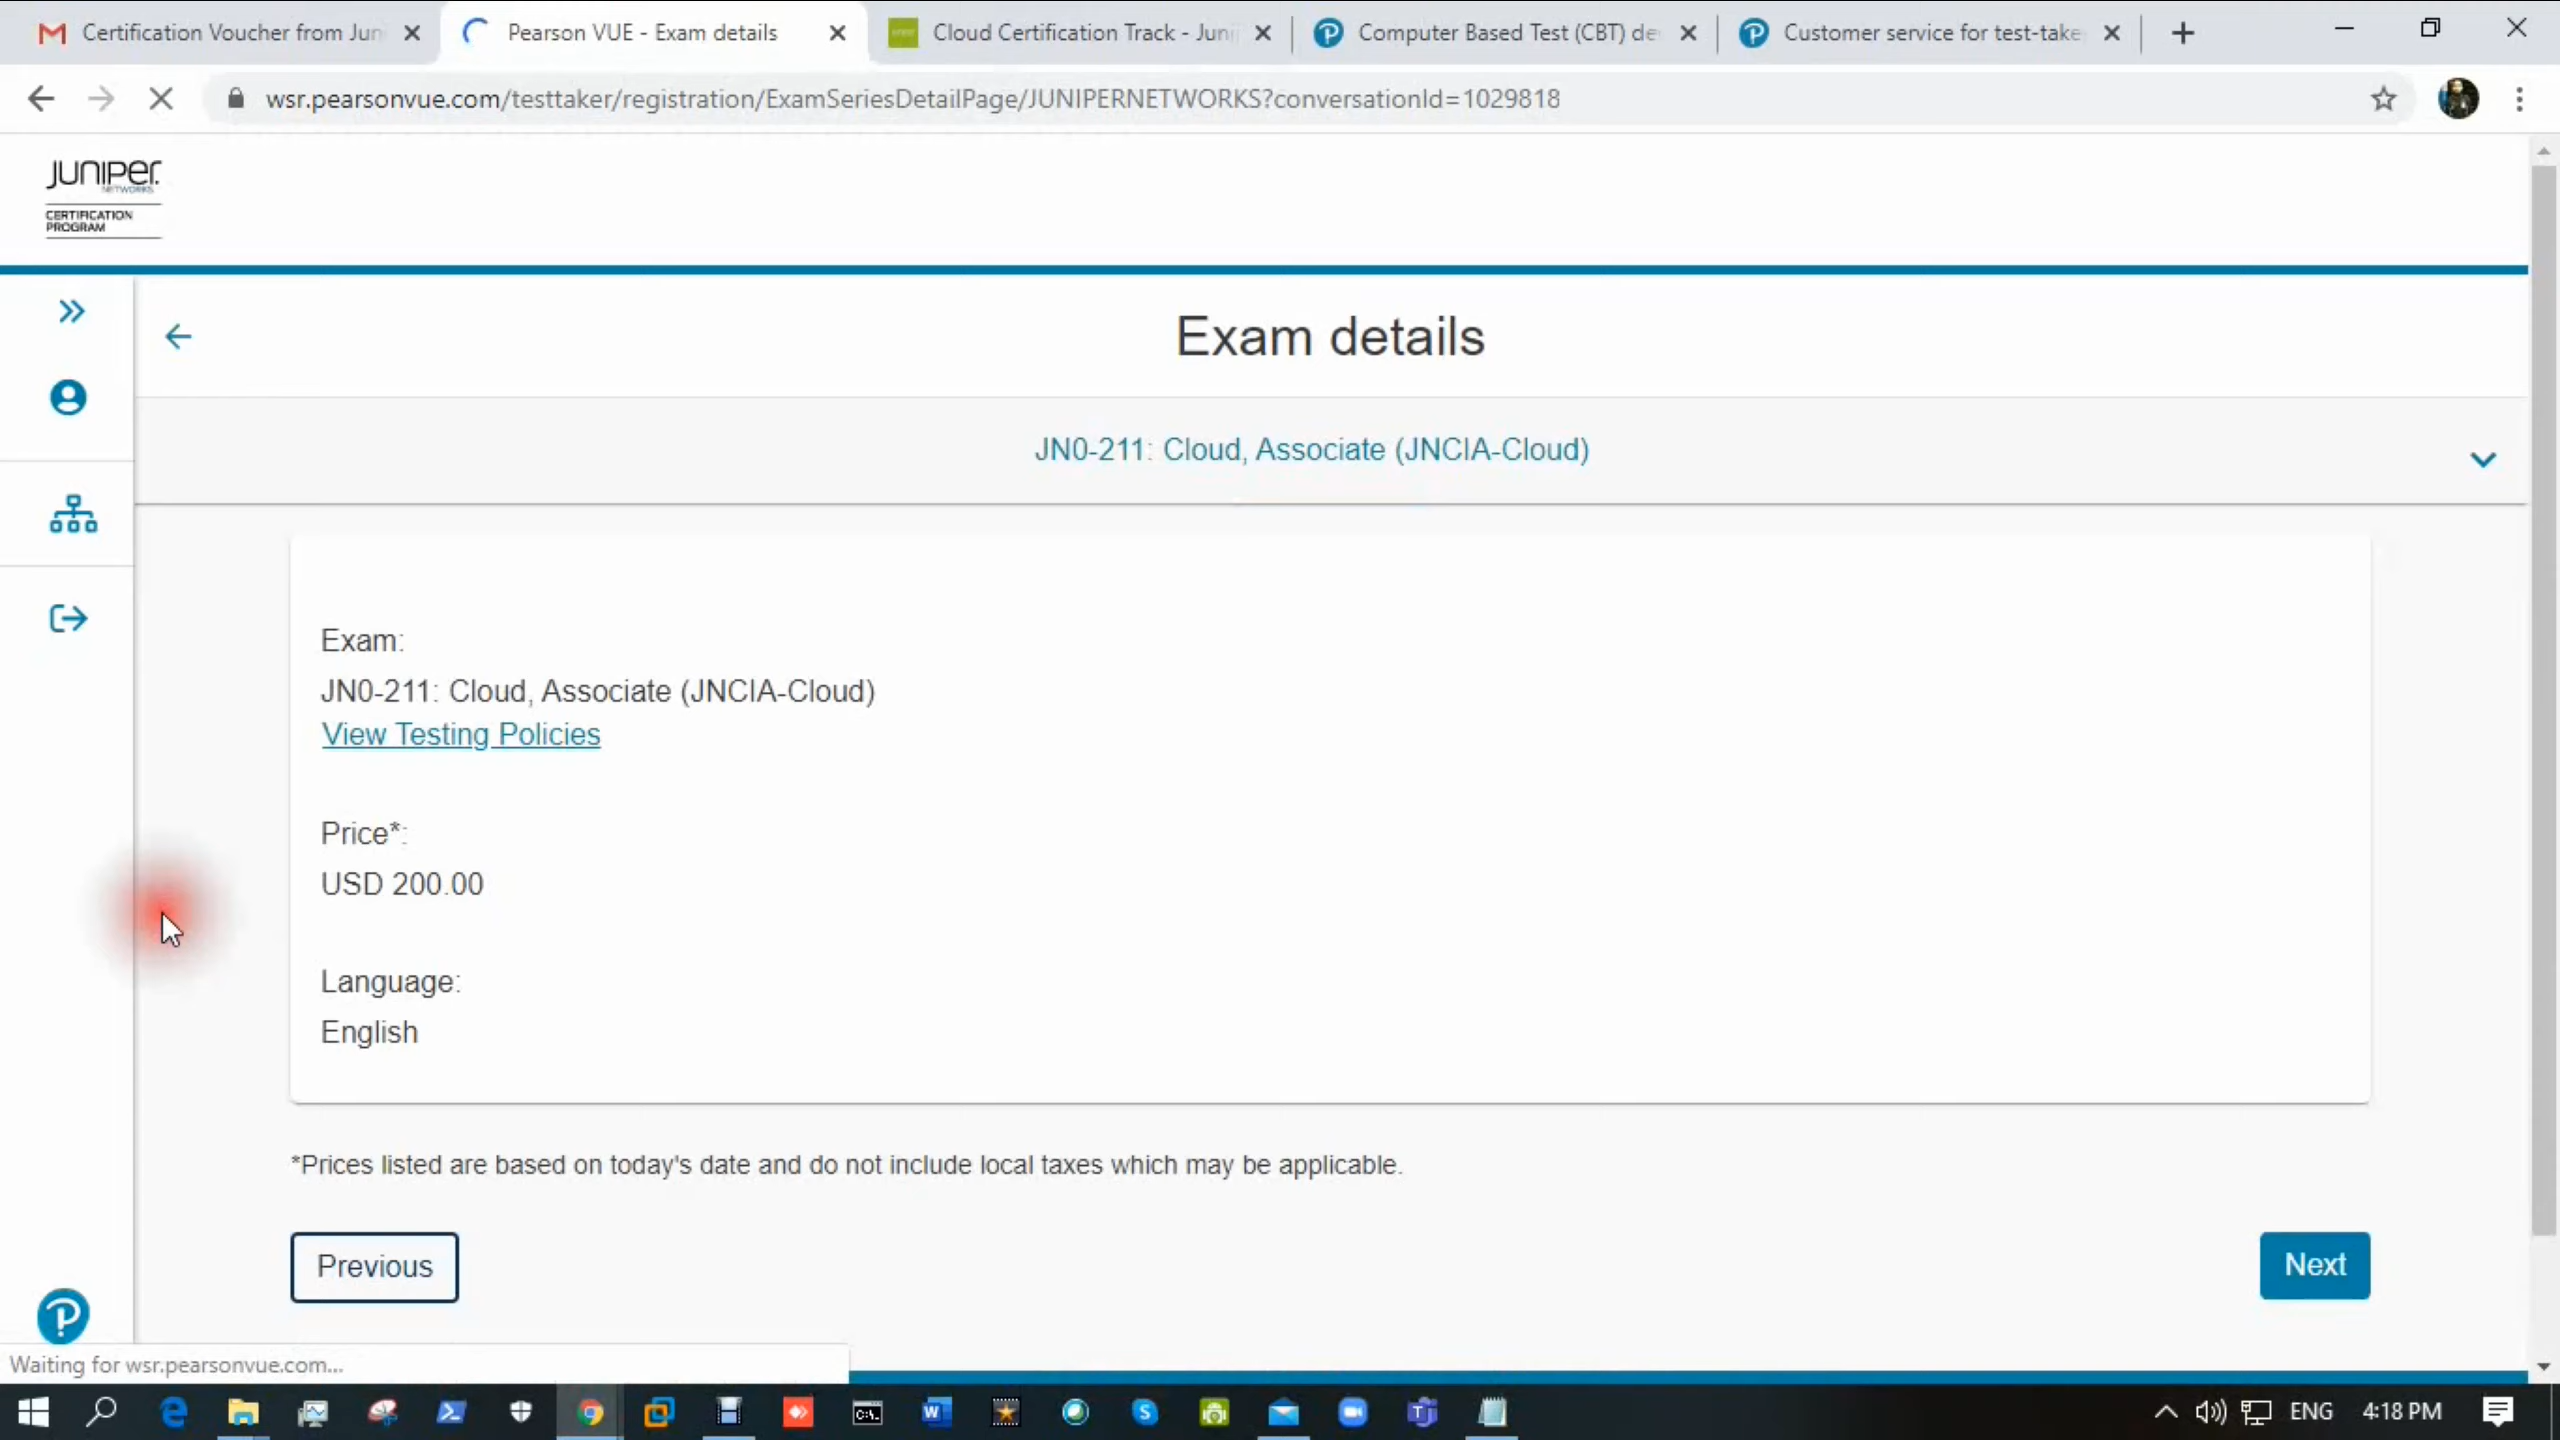 Certification Voucher from Jun
Pearson VUE - Exam details
Cloud Certification Track - Juni
Computer Based Test (CBT) de
Customer service for test-take
wsr.pearsonvue.com/testtaker/registration/ExamSeriesDetailPage/JUNIPERNETWORKS?conversationId=1029818
JUNIPER
NETWORKS
CERTIFICATION
PROGRAM
Exam details
JN0-211: Cloud, Associate (JNCIA-Cloud)
Exam:
JN0-211: Cloud, Associate (JNCIA-Cloud)
View Testing Policies
Price*:
USD 200.00
Language:
English
*Prices listed are based on today's date and do not include local taxes which may be applicable.
Previous
Next
Waiting for wsr.pearsonvue.com...
ENG
4:18 PM